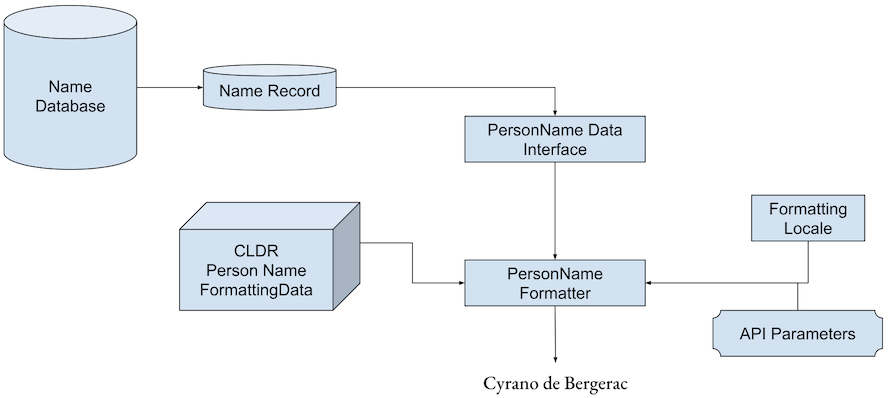 Name
Database
Name Record
PersonName Data
Interface
Formatting
Locale
CLDR
Person Name
FormattingData
PersonName
Formatter
API Parameters
Cyrano de Bergerac